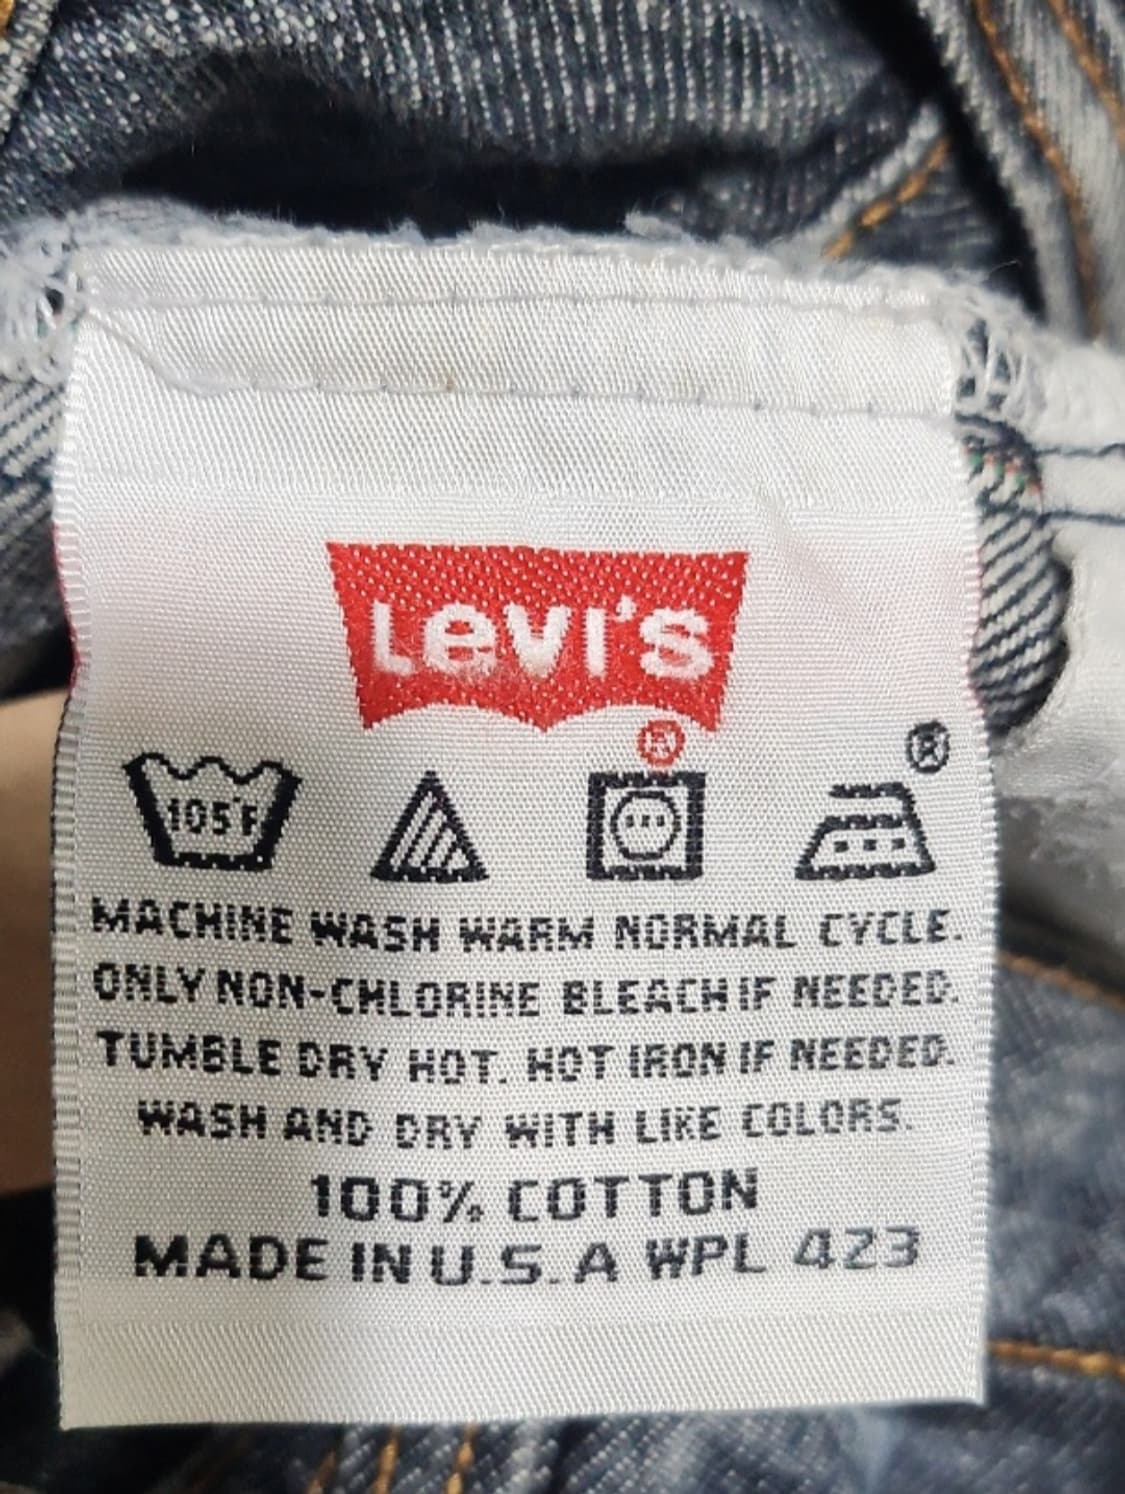 Levi's
®
®
105°F
MACHINE WASH WARM NORMAL CYCLE.
ONLY NON-CHLORINE BLEACH IF NEEDED.
TUMBLE DRY HOT. HOT IRON IF NEEDED.
WASH AND DRY WITH LIKE COLORS.
100% COTTON
MADE IN U.S.A WPL 423